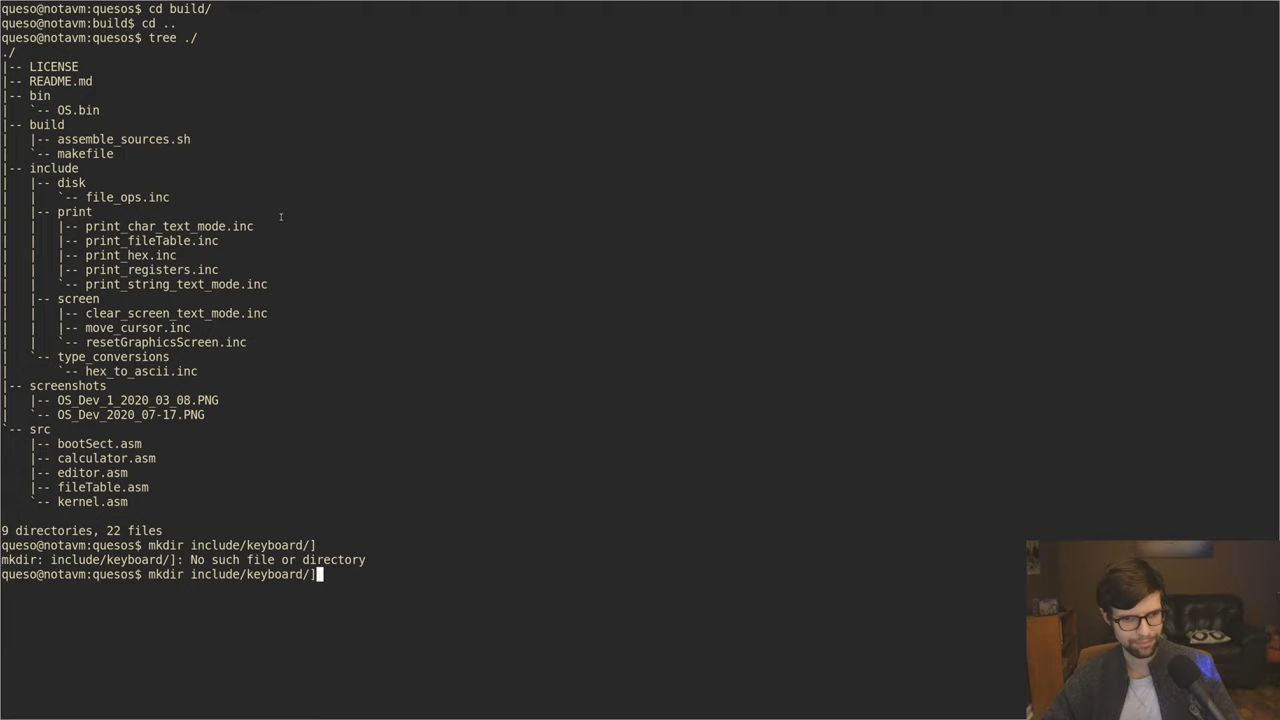 queso@notavm:quesos$ cd build/
queso@notavm:build$ cd ..
queso@notavm:quesos$ tree ./
./
|-- LICENSE
|-- README.md
|-- bin
|   `-- OS.bin
|-- build
|   |-- assemble_sources.sh
|   `-- makefile
|-- include
|   |-- disk
|   |   `-- file_ops.inc
|   |-- print
|   |   |-- print_char_text_mode.inc
|   |   |-- print_fileTable.inc
|   |   |-- print_hex.inc
|   |   |-- print_registers.inc
|   |   `-- print_string_text_mode.inc
|   |-- screen
|   |   |-- clear_screen_text_mode.inc
|   |   |-- move_cursor.inc
|   |   `-- resetGraphicsScreen.inc
|   `-- type_conversions
|       `-- hex_to_ascii.inc
|-- screenshots
|   |-- OS_Dev_1_2020_03_08.PNG
|   `-- OS_Dev_2020_07-17.PNG
`-- src
    |-- bootSect.asm
    |-- calculator.asm
    |-- editor.asm
    |-- fileTable.asm
    `-- kernel.asm
9 directories, 22 files
queso@notavm:quesos$ mkdir include/keyboard/]
mkdir: include/keyboard/]: No such file or directory
queso@notavm:quesos$ mkdir include/keyboard/]